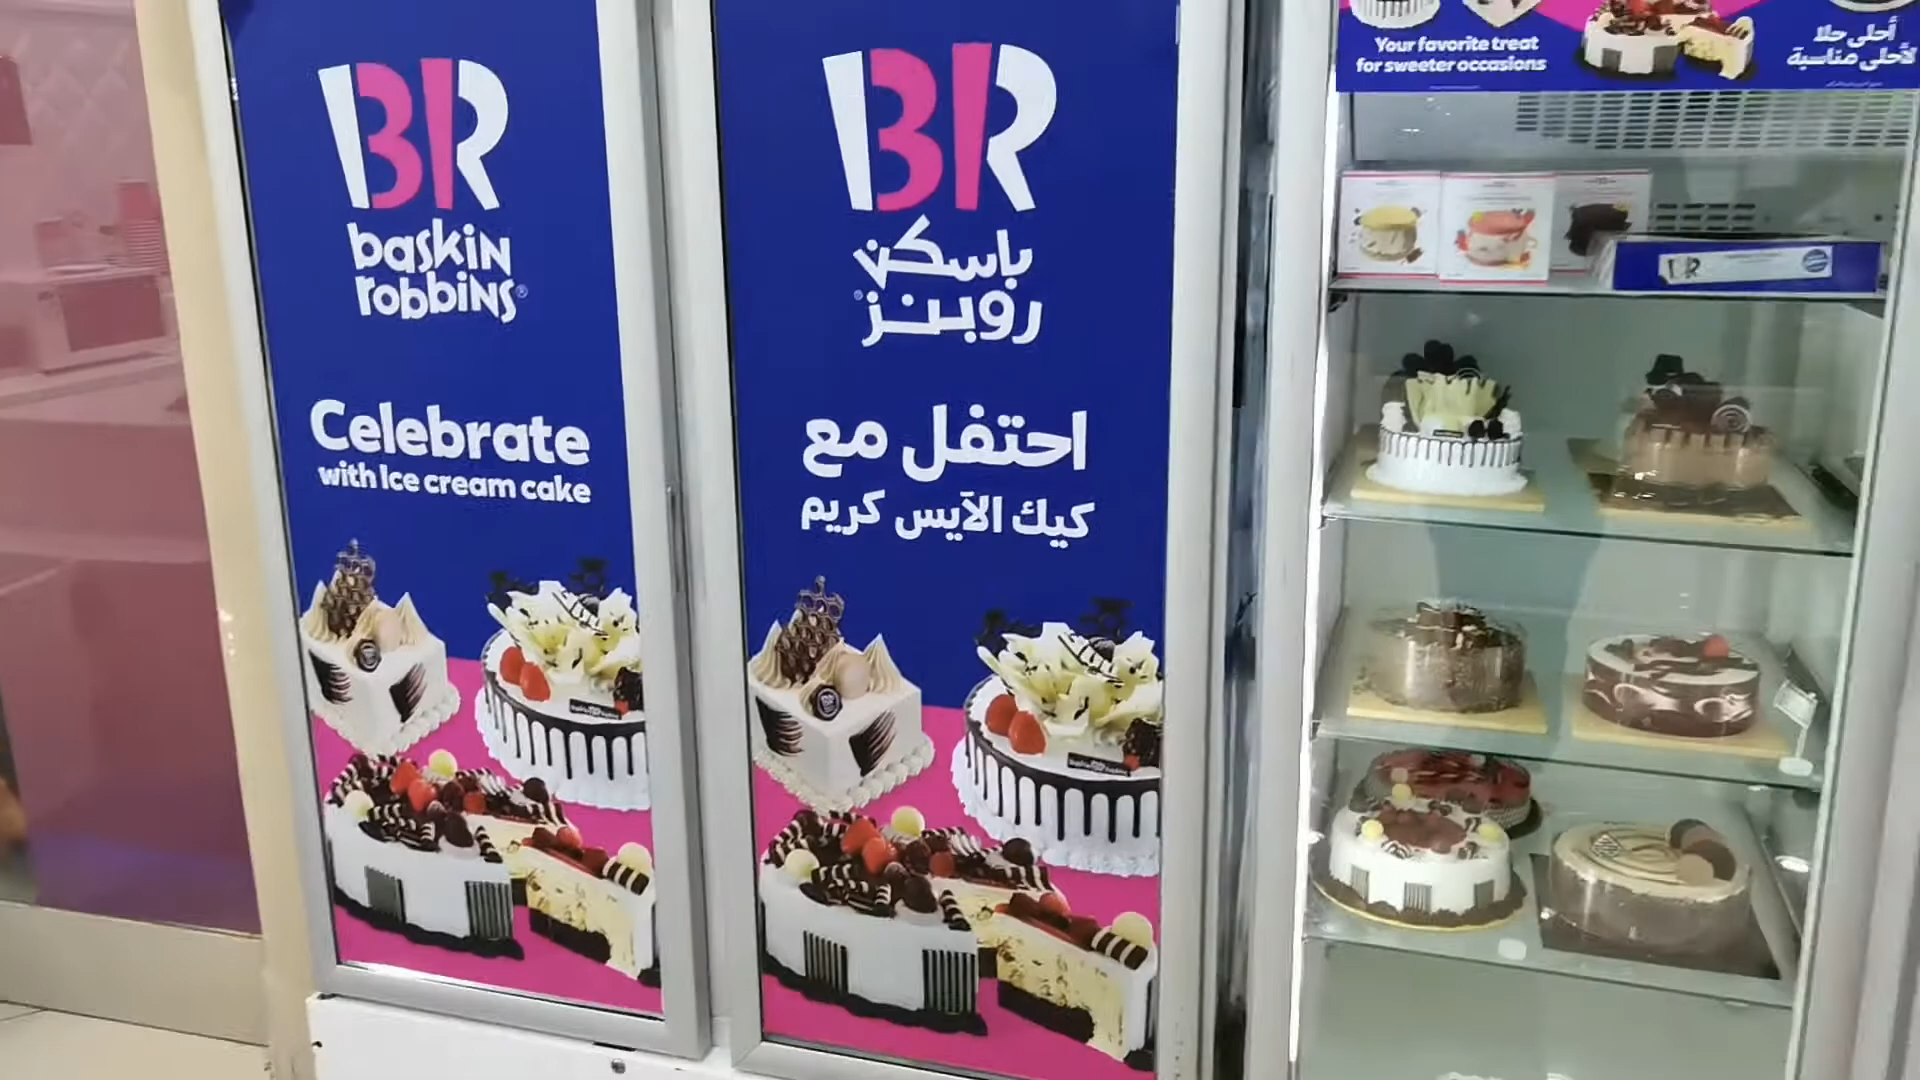 BR
baskin
robbins®
Celebrate
with Ice cream cake
BR
باسكن
روبنز®
احتفل مع
كيك الآيس كريم
Your favorite treat
for sweeter occasions
أحلى حلا
لأحلى مناسبة
BR